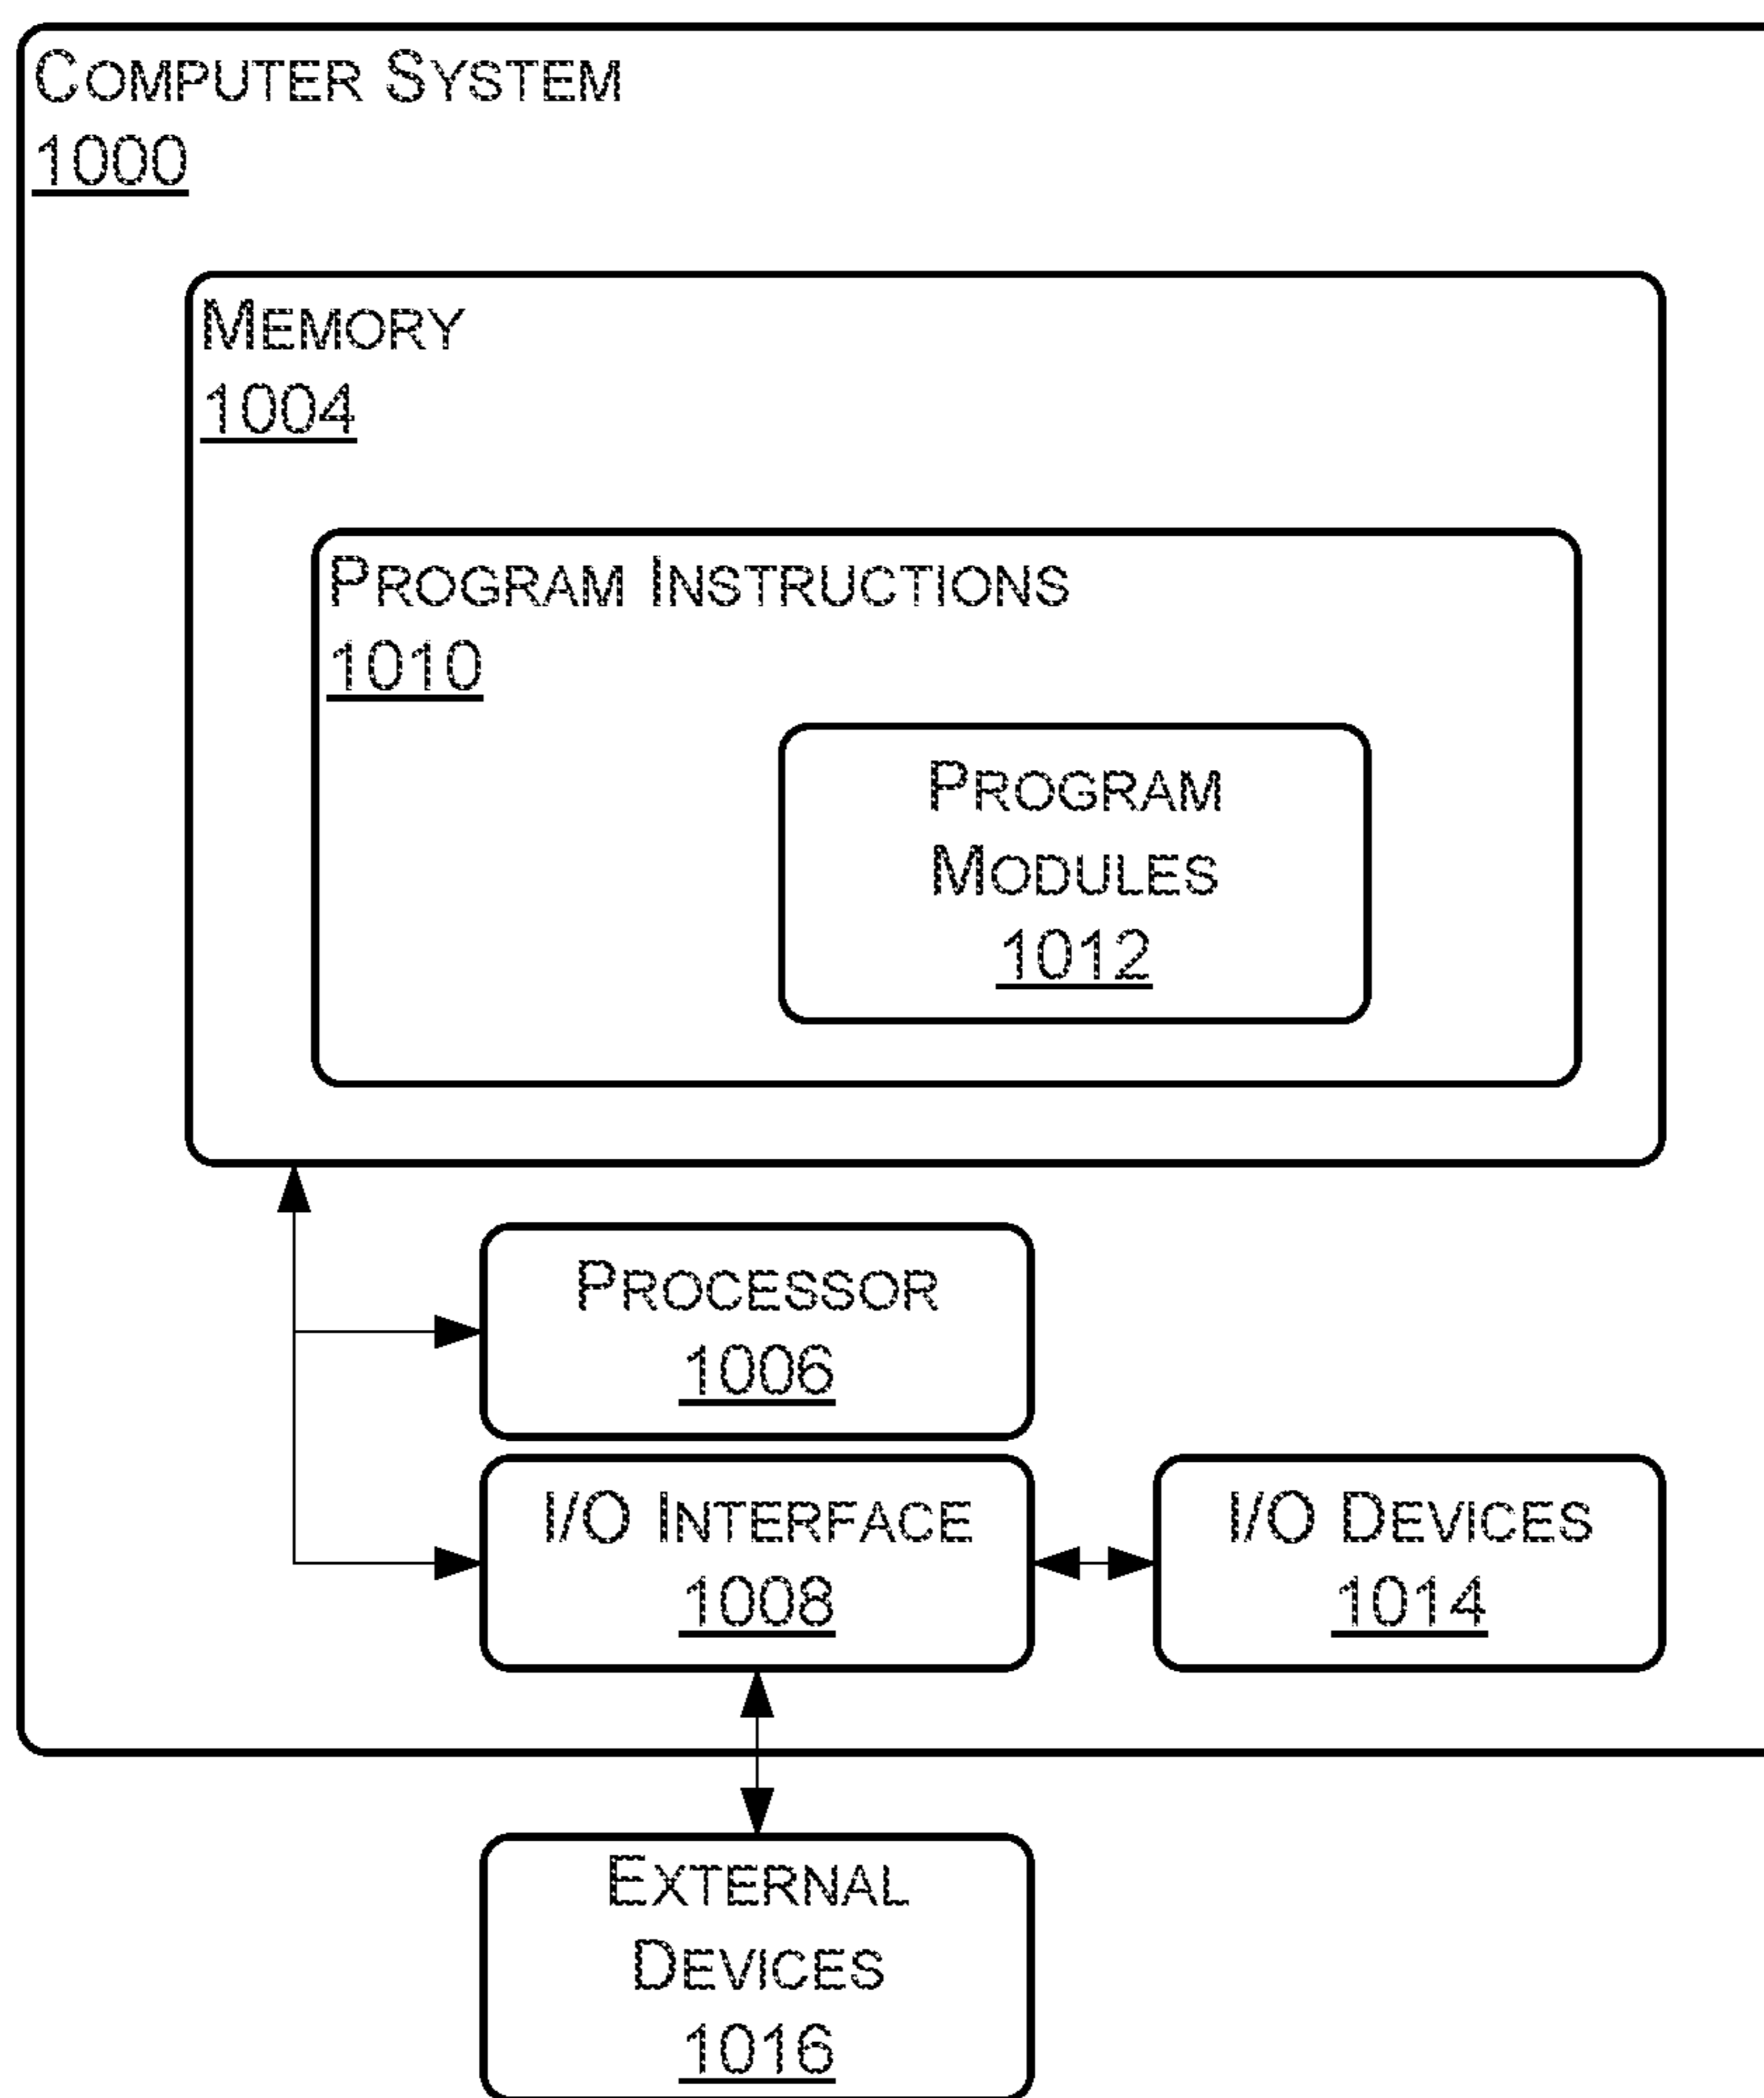 COMPUTER SYSTEM
1000
MEMORY
1004
PROGRAM INSTRUCTIONS
1010
PROGRAM
MODULES
1012
PROCESSOR
1006
I/O INTERFACE
1008
I/O DEVICES
1014
EXTERNAL
DEVICES
1016